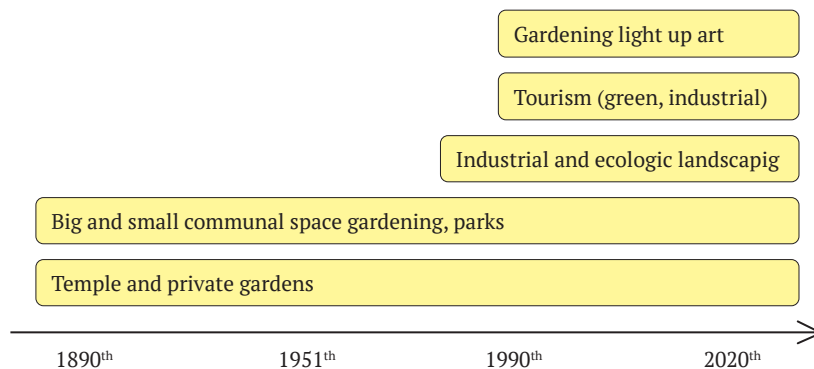 Gardening light up art
Tourism (green, industrial)
Industrial and ecologic landscapig
Big and small communal space gardening, parks
Temple and private gardens
1890th 1951th 1990th 2020th